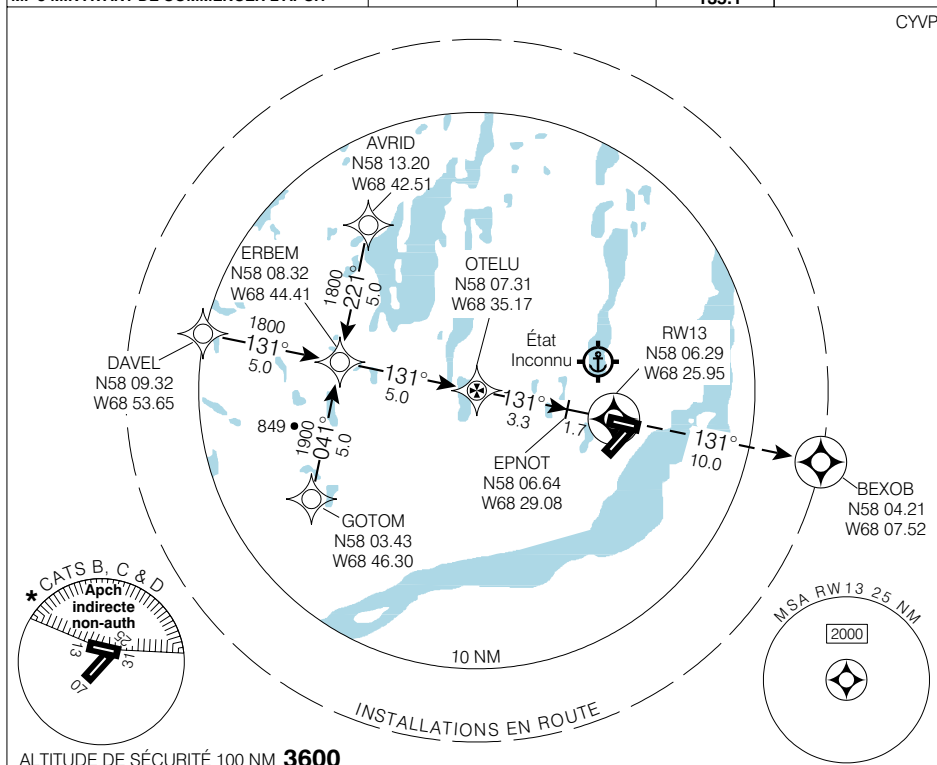 133.1
CYVP
AVRID
N58 13.20
W68 42.51
ERBEM
N58 08.32
W68 44.41
OTELU
N58 07.31
W68 35.17
1800
221°
5.0
1800
131°
5.0
État
Inconnu
RW13
N58 06.29
W68 25.95
DAVEL
N58 09.32
W68 53.65
131°
5.0
131°
3.3
1.7
131°
10.0
849
1900
041°
5.0
EPNOT
N58 06.64
W68 29.08
BEXOB
N58 04.21
W68 07.52
GOTOM
N58 03.43
W68 46.30
* CATS B, C & D
Apch
indirecte
non-auth
13
25
31
07
MSA RW13 25 NM
2000
10 NM
INSTALLATIONS EN ROUTE
ALTITUDE DE SÉCURITÉ 100 NM 3600